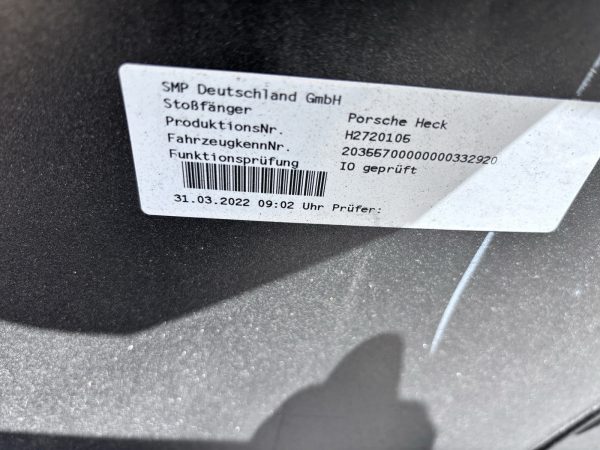 SMP Deutschland GmbH
Stoßfänger Porsche Heck
ProduktionsNr. H2720106
FahrzeugkennNr. 20356700000000332920
Funktionsprüfung IO geprüft
31.03.2022 09:02 Uhr Prüfer: